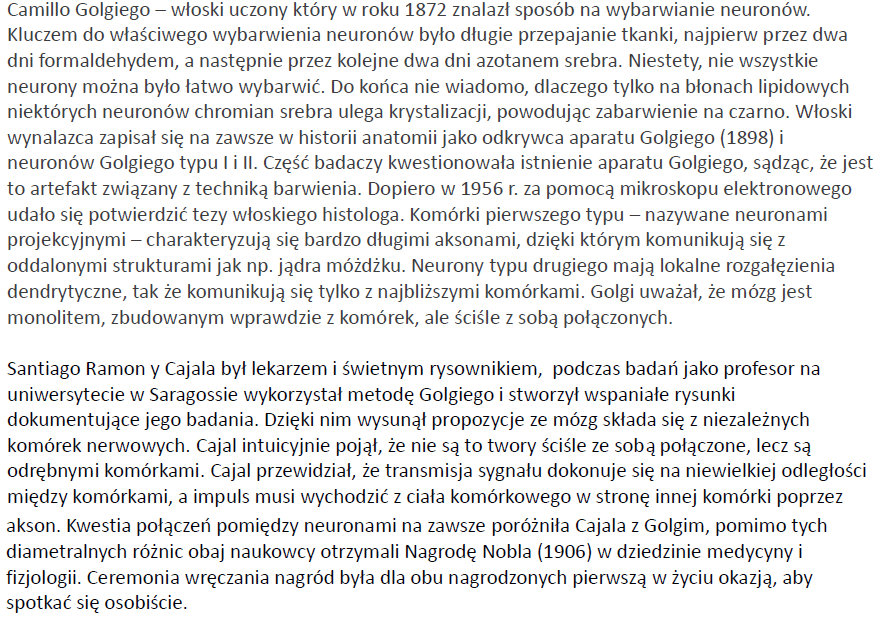 Camillo Golgiego – włoski uczony który w roku 1872 znalazł sposób na wybarwianie neuronów.
Kluczem do właściwego wybarwienia neuronów było długie przepajanie tkanki, najpierw przez dwa
dni formaldehydem, a następnie przez kolejne dwa dni azotanem srebra. Niestety, nie wszystkie
neurony można było łatwo wybarwić. Do końca nie wiadomo, dlaczego tylko na błonach lipidowych
niektórych neuronów chromian srebra ulega krystalizacji, powodując zabarwienie na czarno. Włoski
wynalazca zapisał się na zawsze w historii anatomii jako odkrywca aparatu Golgiego (1898) i
neuronów Golgiego typu I i II. Część badaczy kwestionowała istnienie aparatu Golgiego, sądząc, że jest
to artefakt związany z techniką barwienia. Dopiero w 1956 r. za pomocą mikroskopu elektronowego
udało się potwierdzić tezy włoskiego histologa. Komórki pierwszego typu – nazywane neuronami
projekcyjnymi – charakteryzują się bardzo długimi aksonami, dzięki którym komunikują się z
oddalonymi strukturami jak np. jądra móżdżku. Neurony typu drugiego mają lokalne rozgałęzienia
dendrytyczne, tak że komunikują się tylko z najbliższymi komórkami. Golgi uważał, że mózg jest
monolitem, zbudowanym wprawdzie z komórek, ale ściśle z sobą połączonych.
Santiago Ramon y Cajala był lekarzem i świetnym rysownikiem,  podczas badań jako profesor na
uniwersytecie w Saragossie wykorzystał metodę Golgiego i stworzył wspaniałe rysunki
dokumentujące jego badania. Dzięki nim wysunął propozycje ze mózg składa się z niezależnych
komórek nerwowych. Cajal intuicyjnie pojął, że nie są to twory ściśle ze sobą połączone, lecz są
odrębnymi komórkami. Cajal przewidział, że transmisja sygnału dokonuje się na niewielkiej odległości
między komórkami, a impuls musi wychodzić z ciała komórkowego w stronę innej komórki poprzez
akson. Kwestia połączeń pomiędzy neuronami na zawsze poróżniła Cajala z Golgim, pomimo tych
diametralnych różnic obaj naukowcy otrzymali Nagrodę Nobla (1906) w dziedzinie medycyny i
fizjologii. Ceremonia wręczania nagród była dla obu nagrodzonych pierwszą w życiu okazją, aby
spotkać się osobiście.